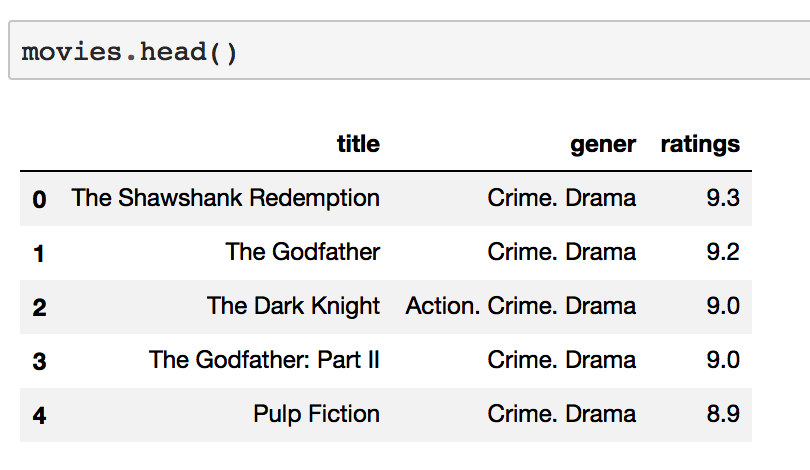 movies.head()
title gener ratings
0 The Shawshank Redemption Crime. Drama 9.3
1 The Godfather Crime. Drama 9.2
2 The Dark Knight Action. Crime. Drama 9.0
3 The Godfather: Part II Crime. Drama 9.0
4 Pulp Fiction Crime. Drama 8.9